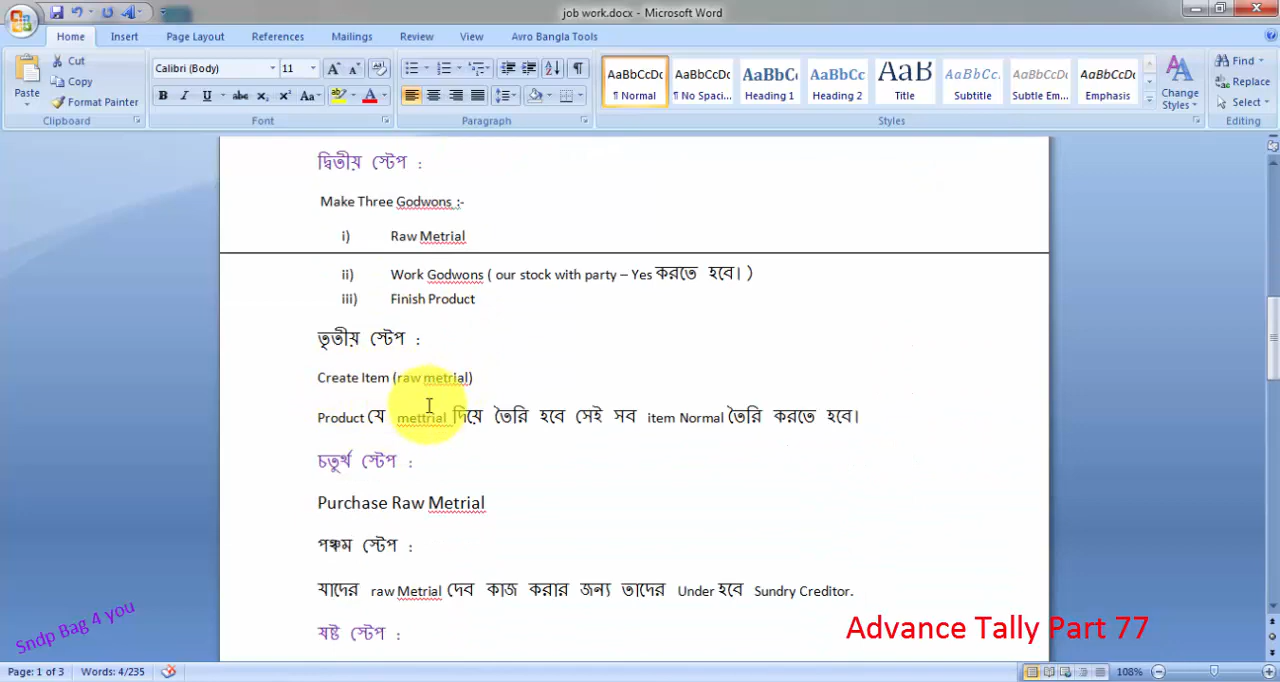 job work.docx - Microsoft Word
Home Insert Page Layout References Mailings Review View Avro Bangla Tools
Paste
Cut
Copy
Format Painter
Clipboard
Calibri (Body) 11
Font
Paragraph
AaBbCcDc AaBbCcDc AaBbCc AaBbCc AaB AaBbCc. AaBbCcDc AaBbCcDc
¶ Normal ¶ No Spaci... Heading 1 Heading 2 Title Subtitle Subtle Em... Emphasis
Styles
Change Styles
Find
Replace
Select
Editing
দ্বিতীয় স্টেপ :
Make Three Godwons :-
i) Raw Metrial
ii) Work Godwons ( our stock with party – Yes করতে হবে। )
iii) Finish Product
তৃতীয় স্টেপ :
Create Item (raw metrial)
Product যে mettrial দিয়ে তৈরি হবে সেই সব item Normal তৈরি করতে হবে।
চতুর্থ স্টেপ :
Purchase Raw Metrial
পঞ্চম স্টেপ :
যাদের raw Metrial দেব কাজ করার জন্য তাদের Under হবে Sundry Creditor.
ষষ্ট স্টেপ :
Sndp Bag 4 you
Advance Tally Part 77
Page: 1 of 3 Words: 4/235 108%